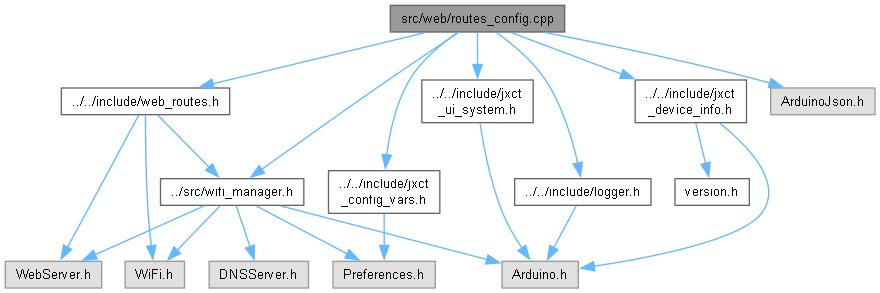 src/web/routes_config.cpp
../../include/web_routes.h
../../include/jxct
_ui_system.h
../../include/jxct
_device_info.h
ArduinoJson.h
../src/wifi_manager.h
../../include/jxct
_config_vars.h
../../include/logger.h
version.h
WebServer.h
WiFi.h
DNSServer.h
Preferences.h
Arduino.h